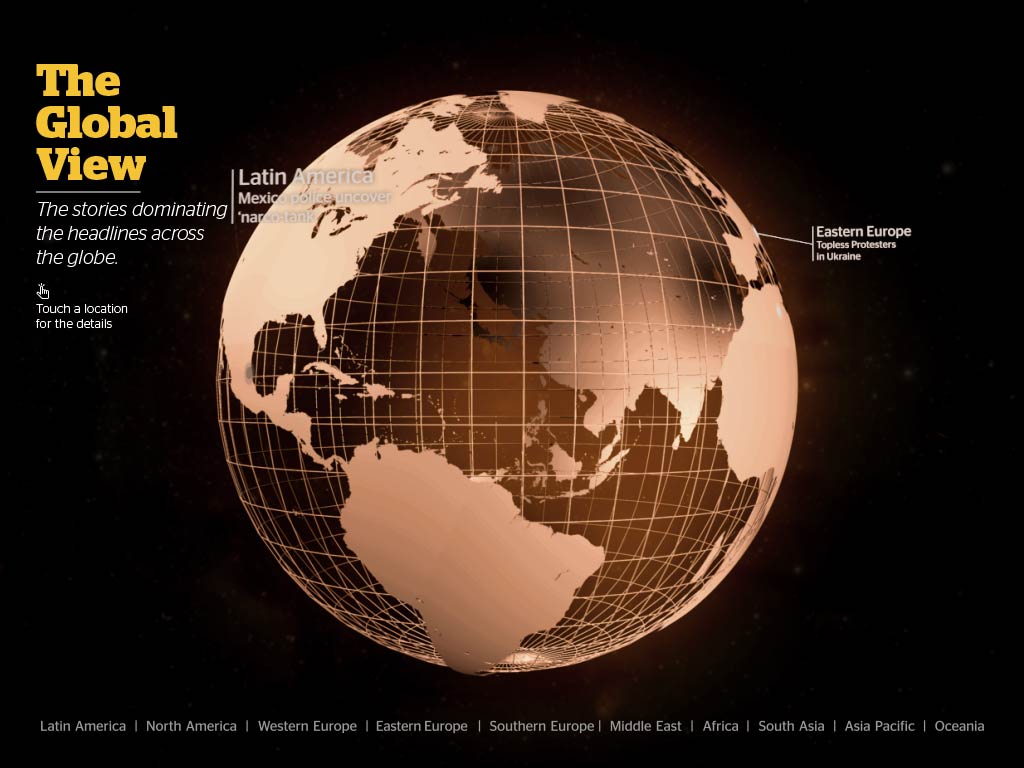 The
Global
View
The stories dominating
the headlines across
the globe.
Touch a location
for the details
Latin America
Mexico police uncover
'narco-tank'
Eastern Europe
Topless Protesters
in Ukraine
Latin America | North America | Western Europe | Eastern Europe | Southern Europe | Middle East | Africa | South Asia | Asia Pacific | Oceania